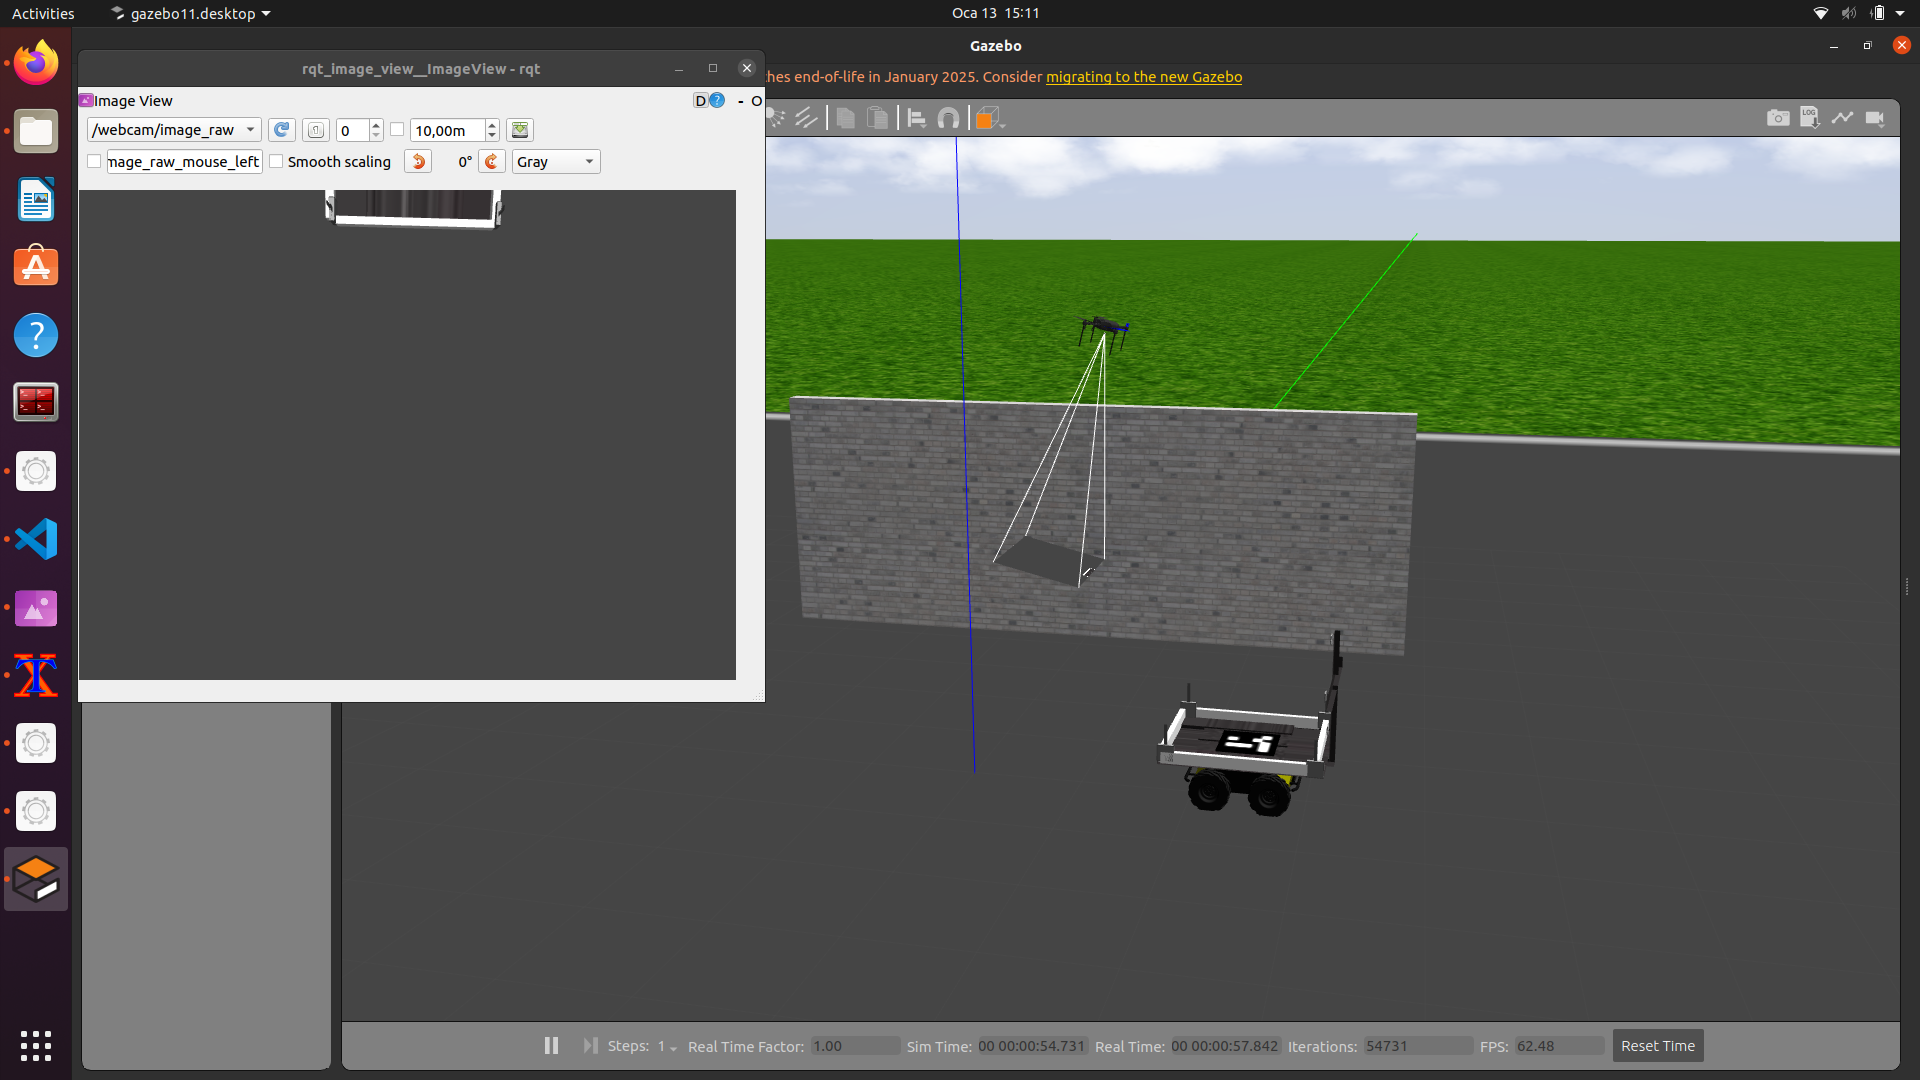 Activities
gazebo11.desktop
Oca 13 15:11
Gazebo
rqt_image_view__ImageView - rqt
hes end-of-life in January 2025. Consider migrating to the new Gazebo
Image View
D
?
-
O
/webcam/image_raw
0
10,00m
LOG
mage_raw_mouse_left
Smooth scaling
0°
Gray
Steps: 1
Real Time Factor: 1.00
Sim Time: 00 00:00:54.731
Real Time: 00 00:00:57.842
Iterations: 54731
FPS: 62.48
Reset Time